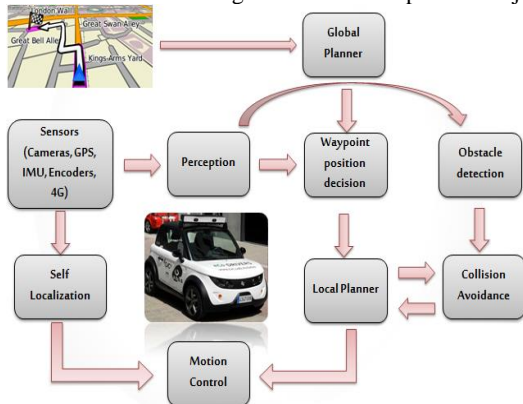 London Wall
Great Swan Alley
Great Bell Alle
Kings Arms Yard
Global
Planner
Sensors
(Cameras, GPS,
IMU, Encoders,
4G)
Perception
Waypoint
position
decision
Obstacle
detection
Self
Localization
Local Planner
Collision
Avoidance
Motion
Control